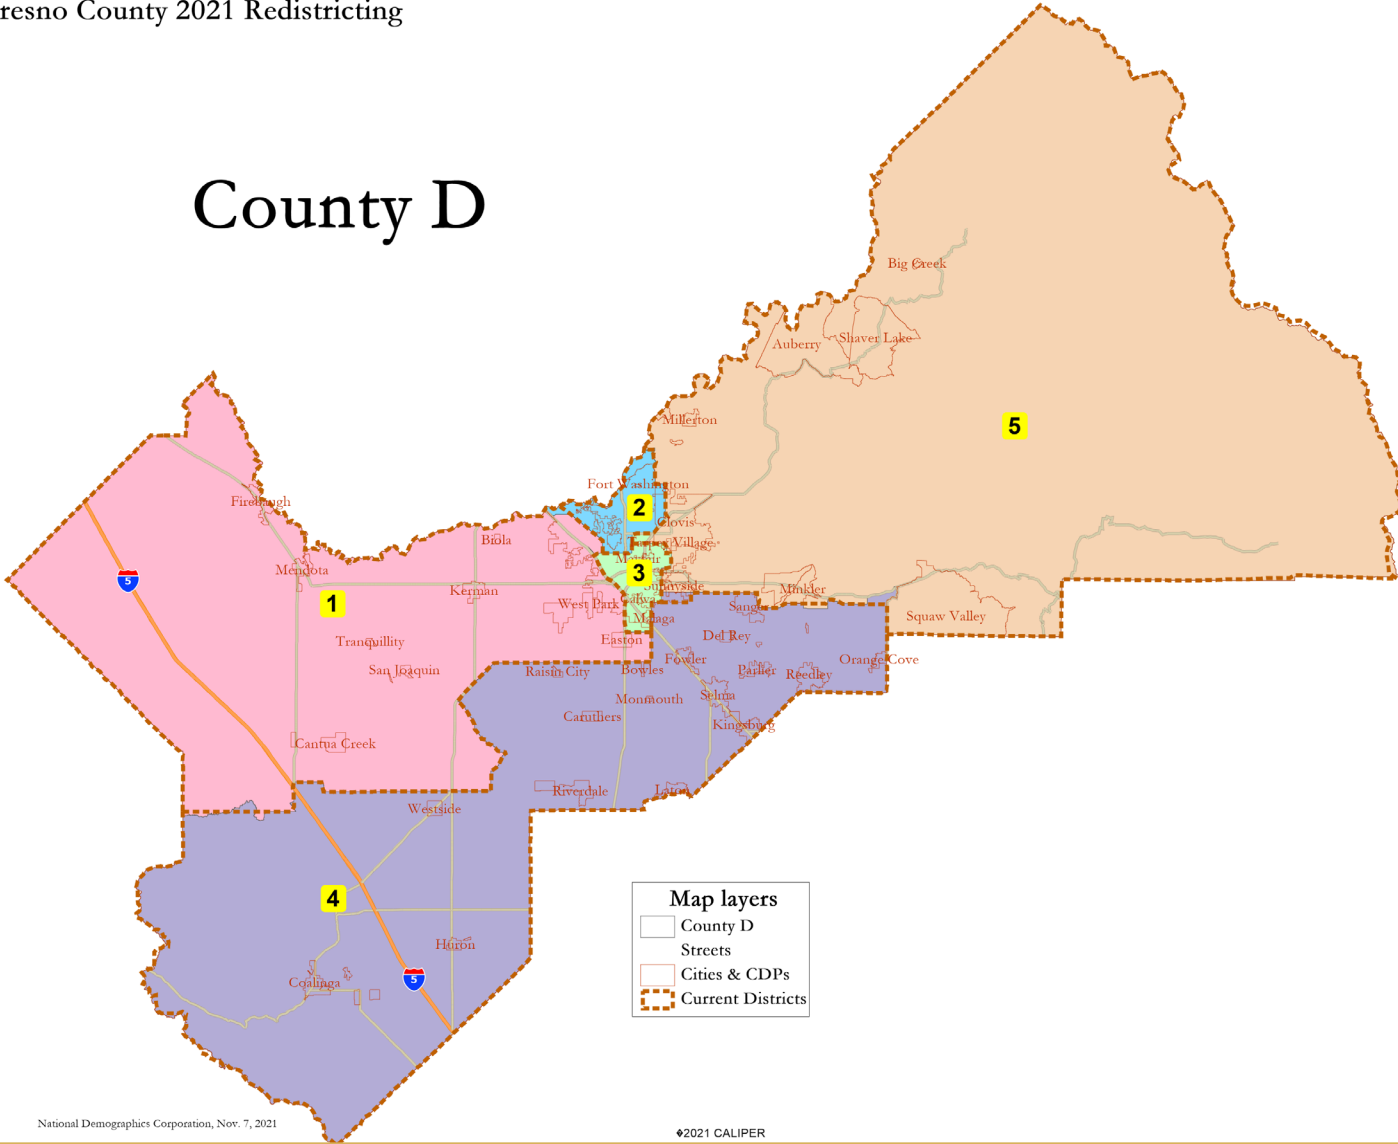 resno County 2021 Redistricting
County D
Big Creek
Auberry
Shaver Lake
Millerton
5
Fort Washington
2
Clovis
Firebaugh
Biola
Village
Mayfair
Mendota
5
3
Sunnyside
Kerman
Minkler
1
West Park
Calwa
Sanger
Malaga
Squaw Valley
Tranquillity
Easton
Del Rey
San Joaquin
Raisin City
Bowles
Fowler
Parlier
Reedley
Orange Cove
Monmouth
Selma
Caruthers
Kingsburg
Cantua Creek
Riverdale
Laton
Westside
4
Huron
Coalinga
5
Map layers
County D
Streets
Cities & CDPs
Current Districts
National Demographics Corporation, Nov. 7, 2021
�2021 CALIPER